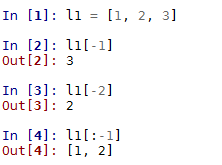 In [1]: l1 = [1, 2, 3]
In [2]: l1[-1]
Out[2]: 3
In [3]: l1[-2]
Out[3]: 2
In [4]: l1[:-1]
Out[4]: [1, 2]